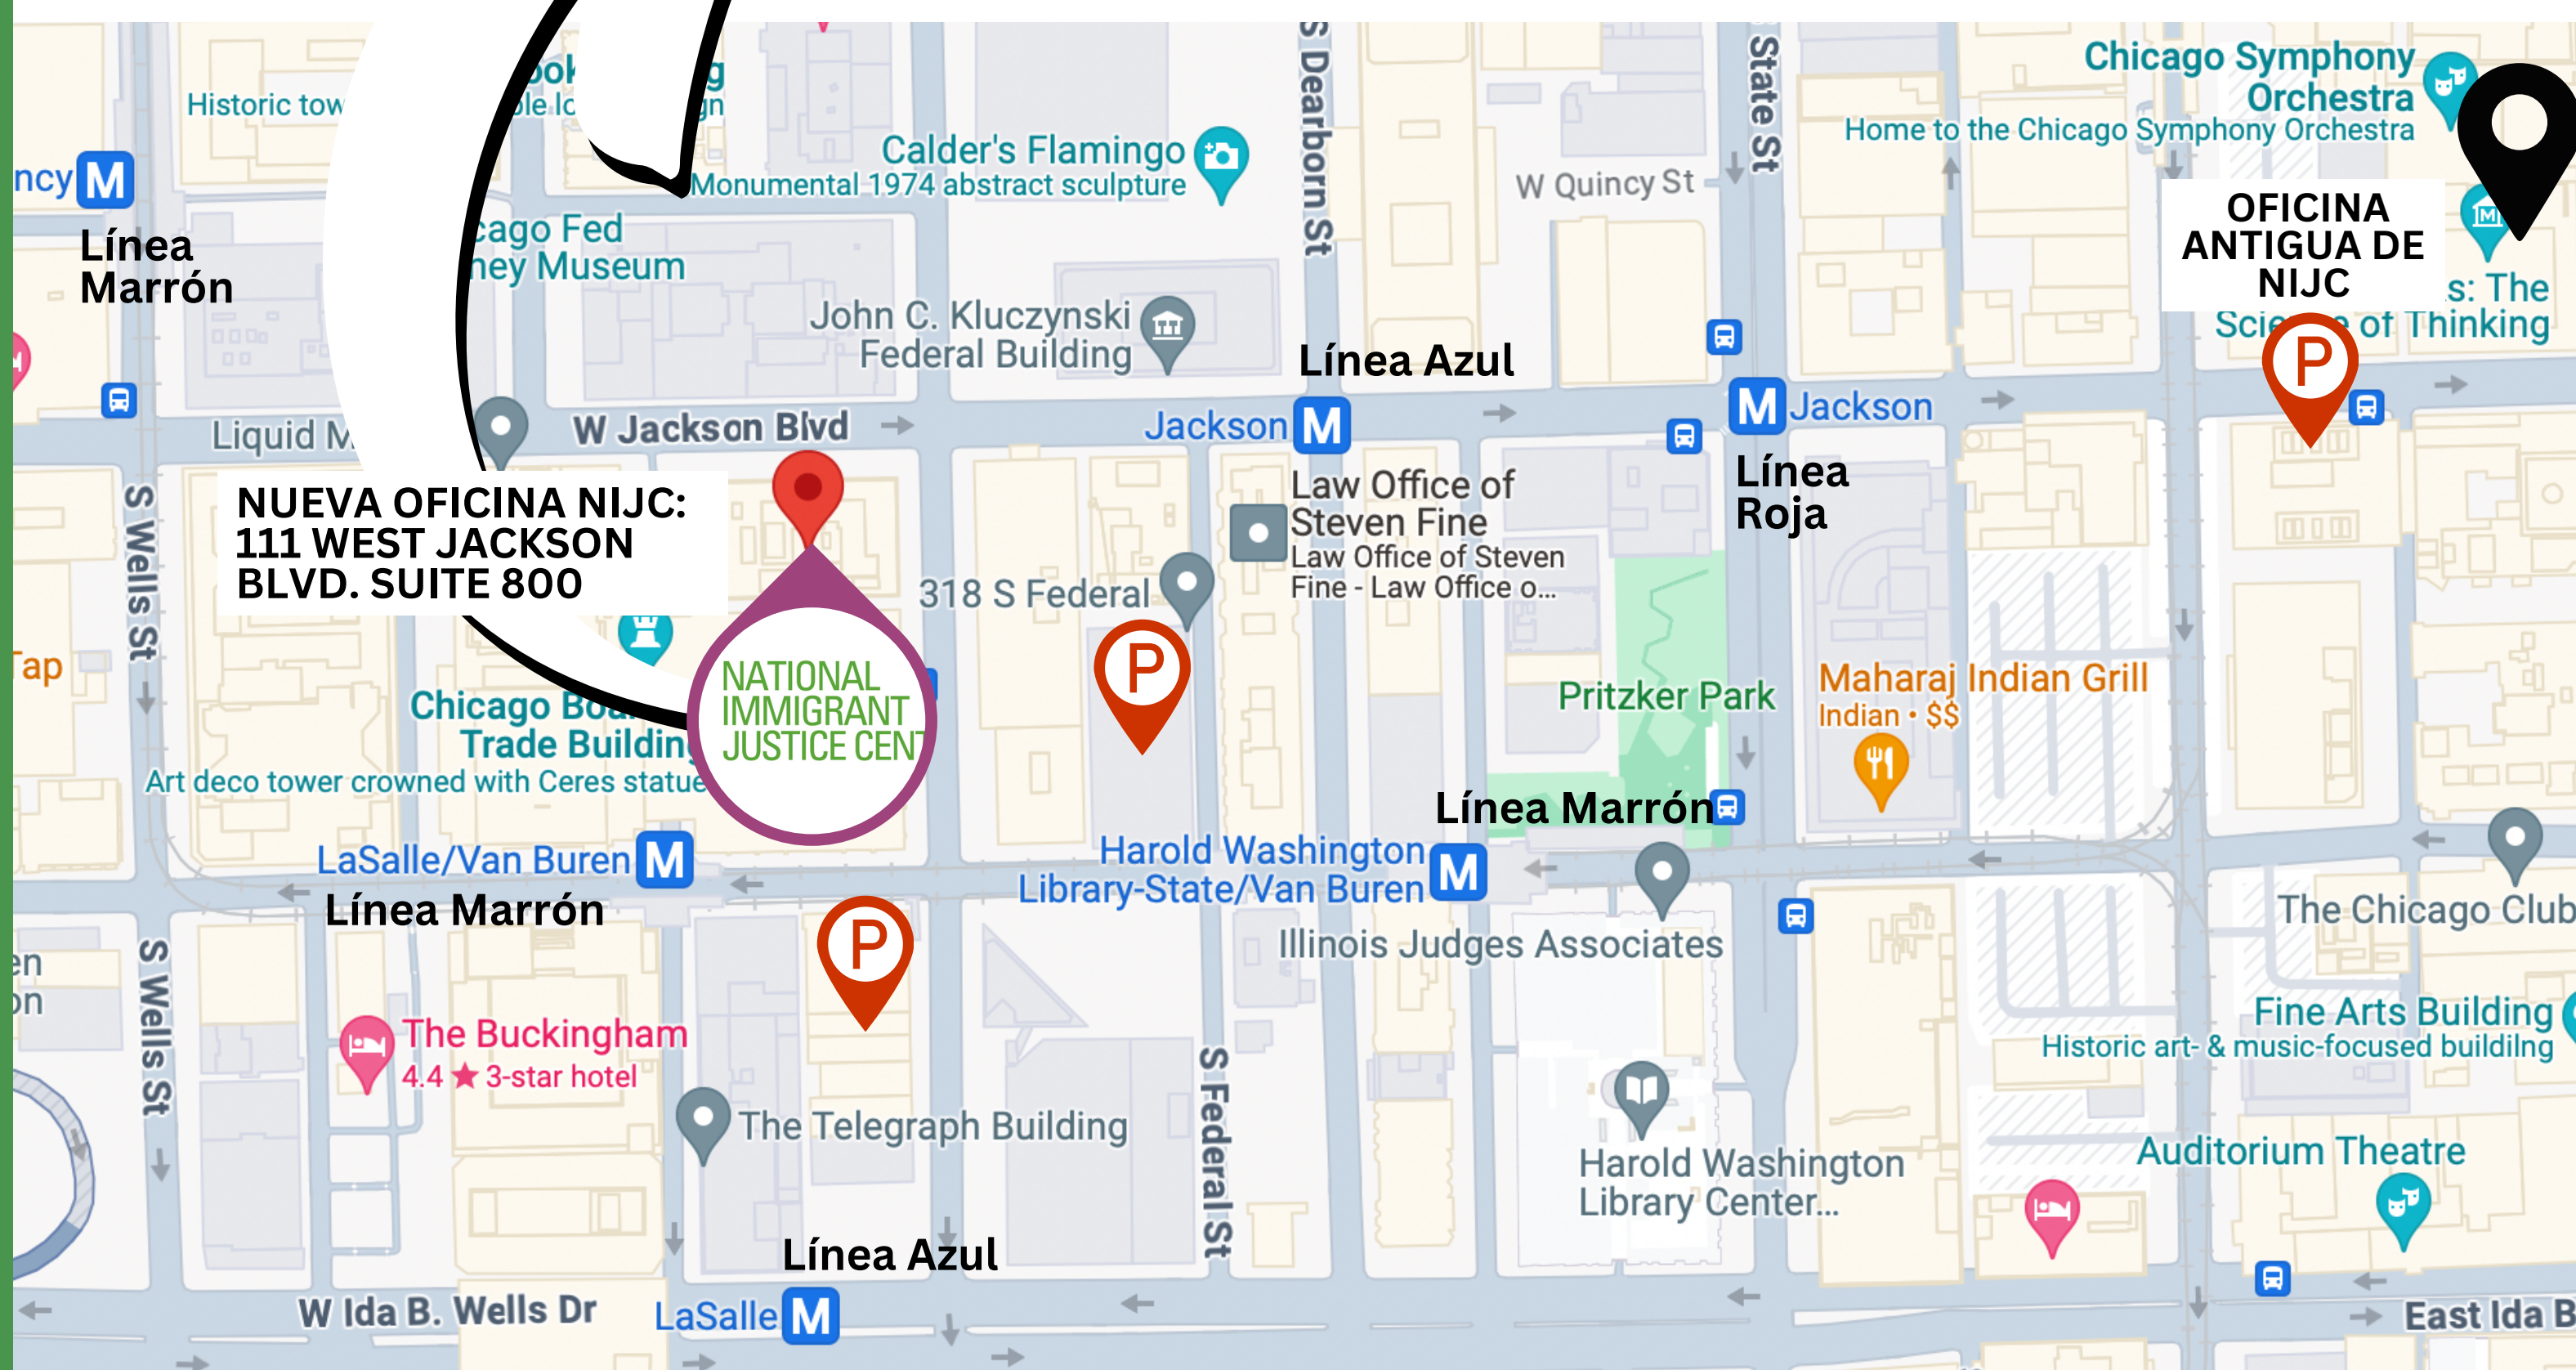 Chicago Symphony
Orchestra
Home to the Chicago Symphony Orchestra
S Dearborn St
State St
Historic
Calder's Flamingo
Monumental 1974 abstract sculpture
W Quincy St
M
Línea
Marrón
OFICINA
ANTIGUA DE
NIJC
The
of Thinking
Fed
Museum
John C. Kluczynski
Federal Building
Línea Azul
P
Liquid
W Jackson Blvd
Jackson M
M Jackson
Línea
Roja
NUEVA OFICINA NIJC:
111 WEST JACKSON
BLVD. SUITE 800
Law Office of
Steven Fine
Law Office of Steven
Fine - Law Office o...
S Wells St
318 S Federal
P
NATIONAL
IMMIGRANT
JUSTICE CENT
Tap
Pritzker Park
Maharaj Indian Grill
Indian • $$
Chicago
Trade Building
Art deco tower crowned with Ceres statue
Línea Marrón
LaSalle/Van Buren M
Línea Marrón
Harold Washington
Library-State/Van Buren M
P
Illinois Judges Associates
The Chicago Club
S Wells St
The Buckingham
4.4 ★ 3-star hotel
Fine Arts Building
Historic art- & music-focused buildilng
The Telegraph Building
S Federal St
Harold Washington
Library Center...
Auditorium Theatre
Línea Azul
W Ida B. Wells Dr
LaSalle M
East Ida B